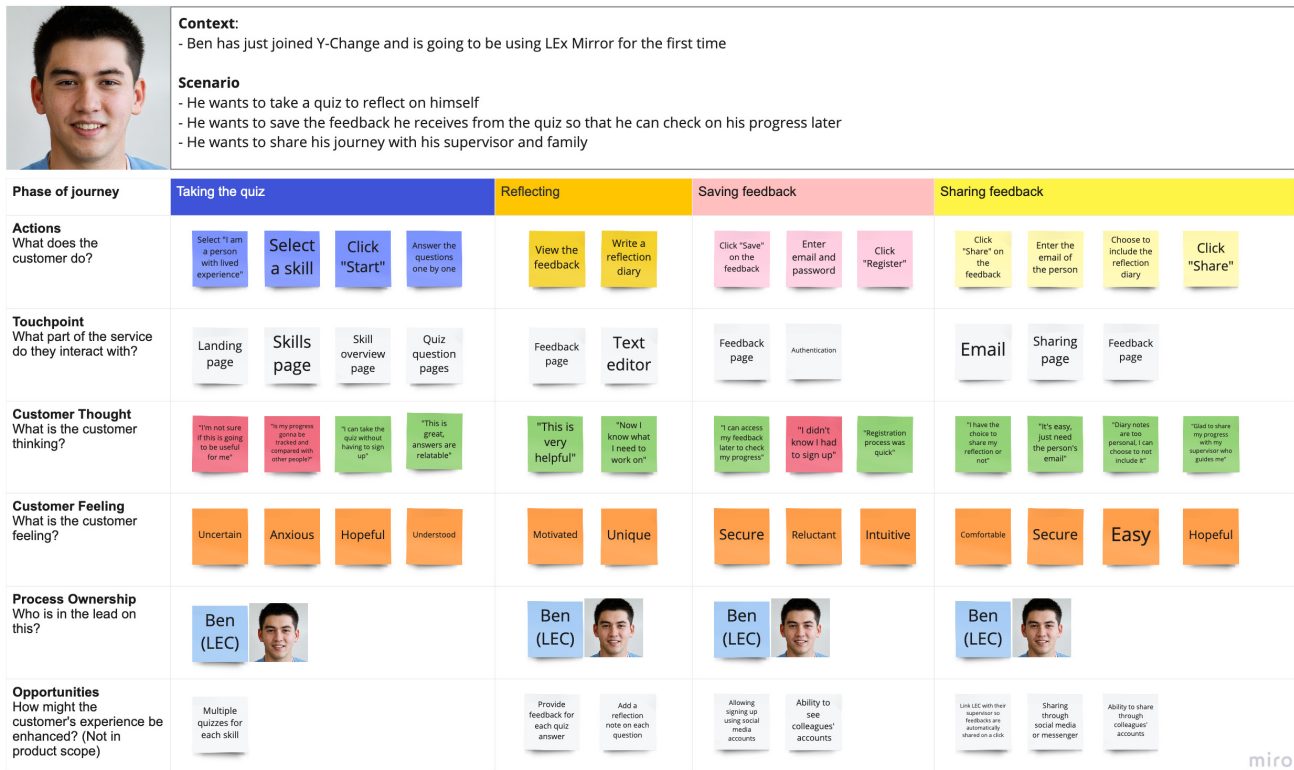 Context:
- Ben has just joined Y-Change and is going to be using LEx Mirror for the first time
Scenario
- He wants to take a quiz to reflect on himself
- He wants to save the feedback he receives from the quiz so that he can check on his progress later
- He wants to share his journey with his supervisor and family
Phase of journey
Taking the quiz
Reflecting
Saving feedback
Sharing feedback
Actions
What does the
customer do?
Select "I am
a person
with lived
experience"
Select
a skill
Click
"Start"
Answer the
questions
one by one
View the
feedback
Write a
reflection
diary
Click "Save"
on the
feedback
Enter
email and
password
Click
"Register"
Click
"Share" on
the
feedback
Enter the
email of
the person
Choose to
include the
reflection
diary
Click
"Share"
Touchpoint
What part of the service
do they interact with?
Landing
page
Skills
page
Skill
overview
page
Quiz
question
pages
Feedback
page
Text
editor
Feedback
page
Authentication
Email
Sharing
page
Feedback
page
Customer Thought
What is the customer
thinking?
"I'm not sure
if this is going
to be useful
for me"
"Is my progress
gonna be
tracked and
compared with
other people?"
"I can take the
quiz without
having to sign
up"
"This is
great,
answers are
relatable"
"This is
very
helpful"
"Now I
know what
I need to
work on"
"I can access
my feedback
later to check
my progress"
"I didn't
know I had
to sign up"
"Registration
process was
quick"
"I have the
choice to
share my
reflection or
not"
"It's easy,
just need
the person's
email"
"Diary notes
are too
personal, I can
choose to not
include it"
"Glad to share
my progress
with my
supervisor who
guides me"
Customer Feeling
What is the customer
feeling?
Uncertain
Anxious
Hopeful
Understood
Motivated
Unique
Secure
Reluctant
Intuitive
Comfortable
Secure
Easy
Hopeful
Process Ownership
Who is in the lead on
this?
Ben
(LEC)
Ben
(LEC)
Ben
(LEC)
Ben
(LEC)
Opportunities
How might the
customer's experience be
enhanced? (Not in
product scope)
Multiple
quizzes for
each skill
Provide
feedback for
each quiz
answer
Add a
reflection
note on each
question
Allowing
signing up
using social
media
accounts
Ability to
see
colleagues'
accounts
Link LEC with their
supervisor so
feedbacks are
automatically
shared on a click
Sharing
through
social media
or messenger
Ability to share
through
colleagues'
accounts
miro